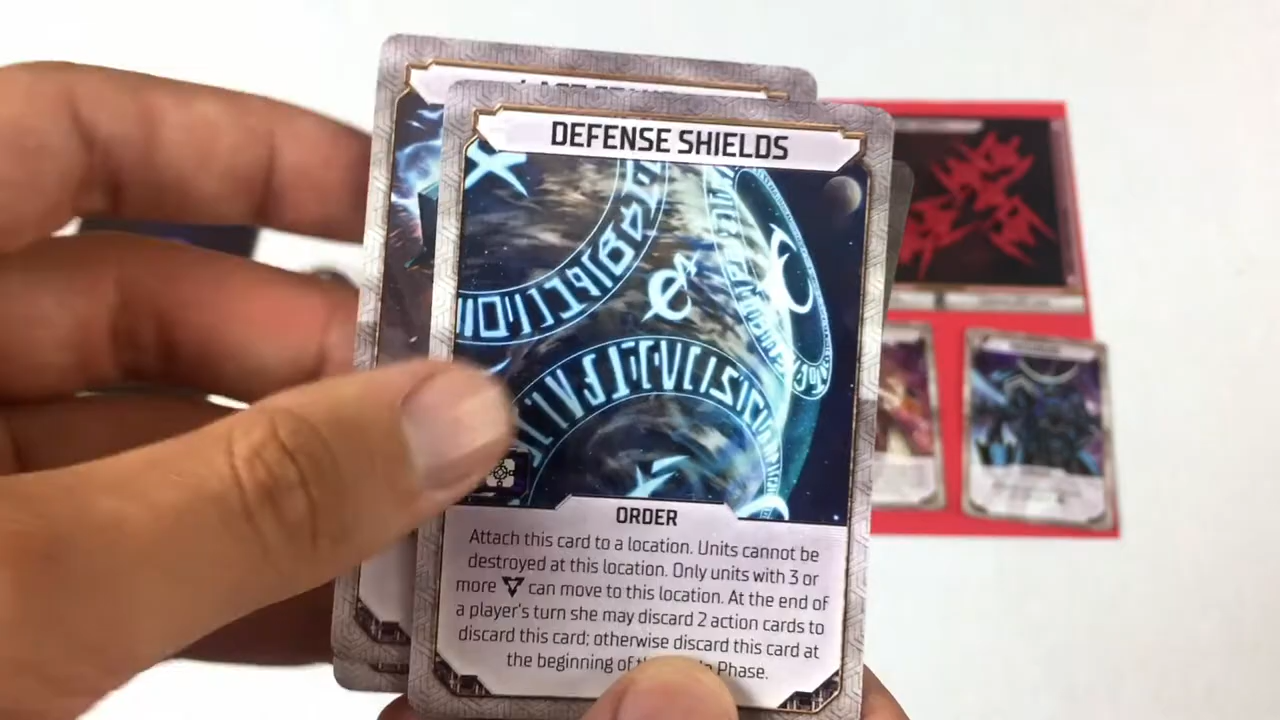 DEFENSE SHIELDS
ORDER
Attach this card to a location. Units cannot be
destroyed at this location. Only units with 3 or
more can move to this location. At the end of
a player's turn she may discard 2 action cards to
discard this card; otherwise discard this card at
the beginning of Phase.